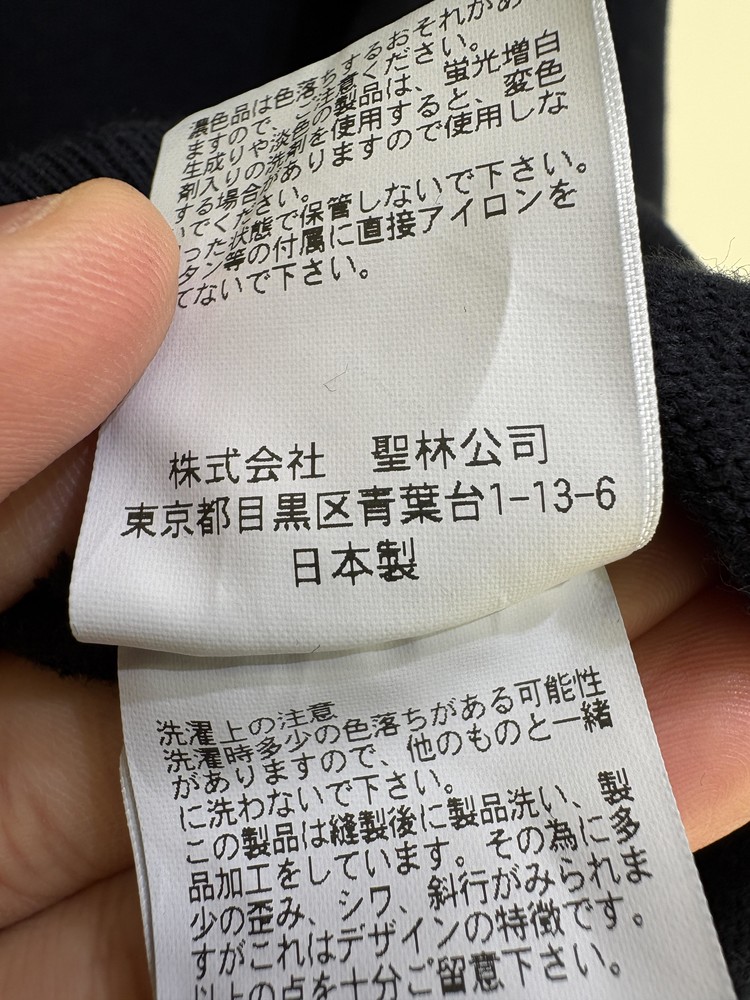 濃色品は色落ちするおそれがあ
ますので、ご注意ください。
生成りや淡色の製品は、蛍光増白
剤入りの洗剤を使用すると、変色
する場合がありますので使用しな
いでください。
った状態で保管しないで下さい。
タン等の付属に直接アイロンを
てないで下さい。
株式会社 聖林公司
東京都目黒区青葉台1-13-6
日本製
洗濯上の注意
洗濯時多少の色落ちがある可能性
がありますので、他のものと一緒
に洗わないで下さい。
この製品は縫製後に製品洗い、製
品加工をしています。その為に多
少の歪み、シワ、斜行がみられま
すがこれはデザインの特徴です。
以上の点を十分ご留意下さい。